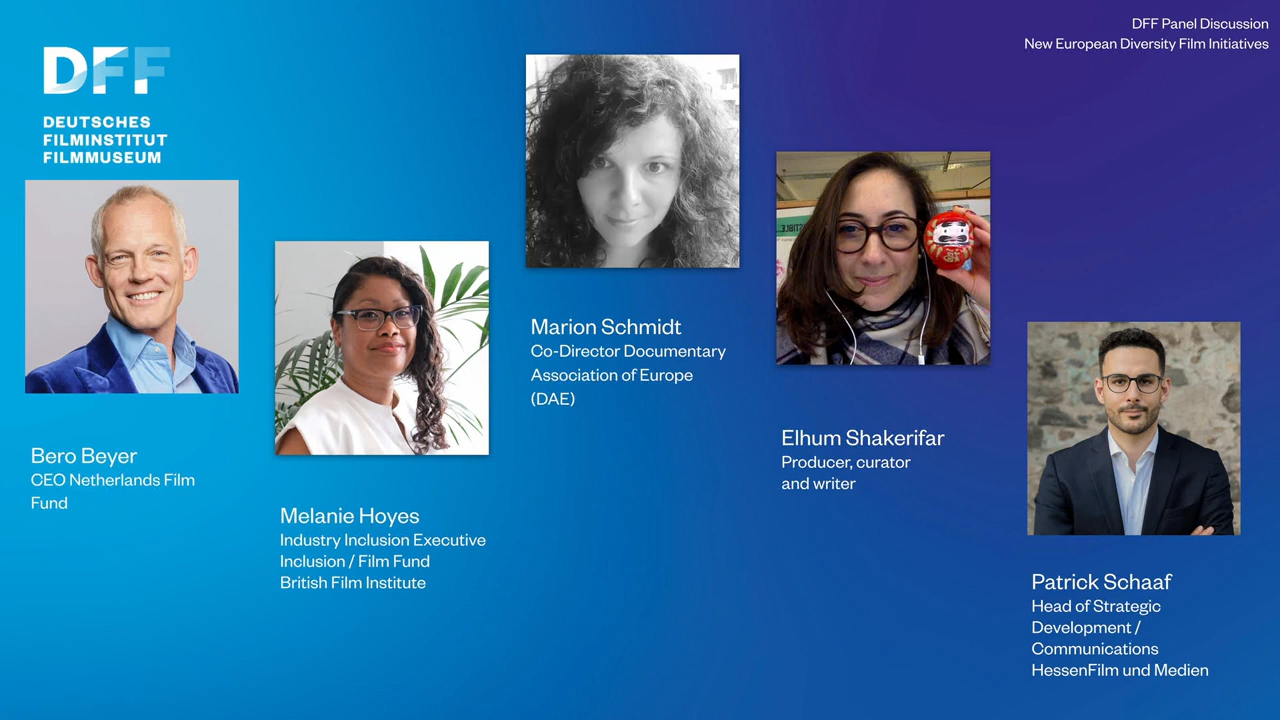 DFF Panel Discussion
New European Diversity Film Initiatives
DFF
DEUTSCHES
FILMINSTITUT
FILMMUSEUM
Bero Beyer
CEO Netherlands Film
Fund
Melanie Hoyes
Industry Inclusion Executive
Inclusion / Film Fund
British Film Institute
Marion Schmidt
Co-Director Documentary
Association of Europe
(DAE)
Elhum Shakerifar
Producer, curator
and writer
Patrick Schaaf
Head of Strategic
Development /
Communications
HessenFilm und Medien